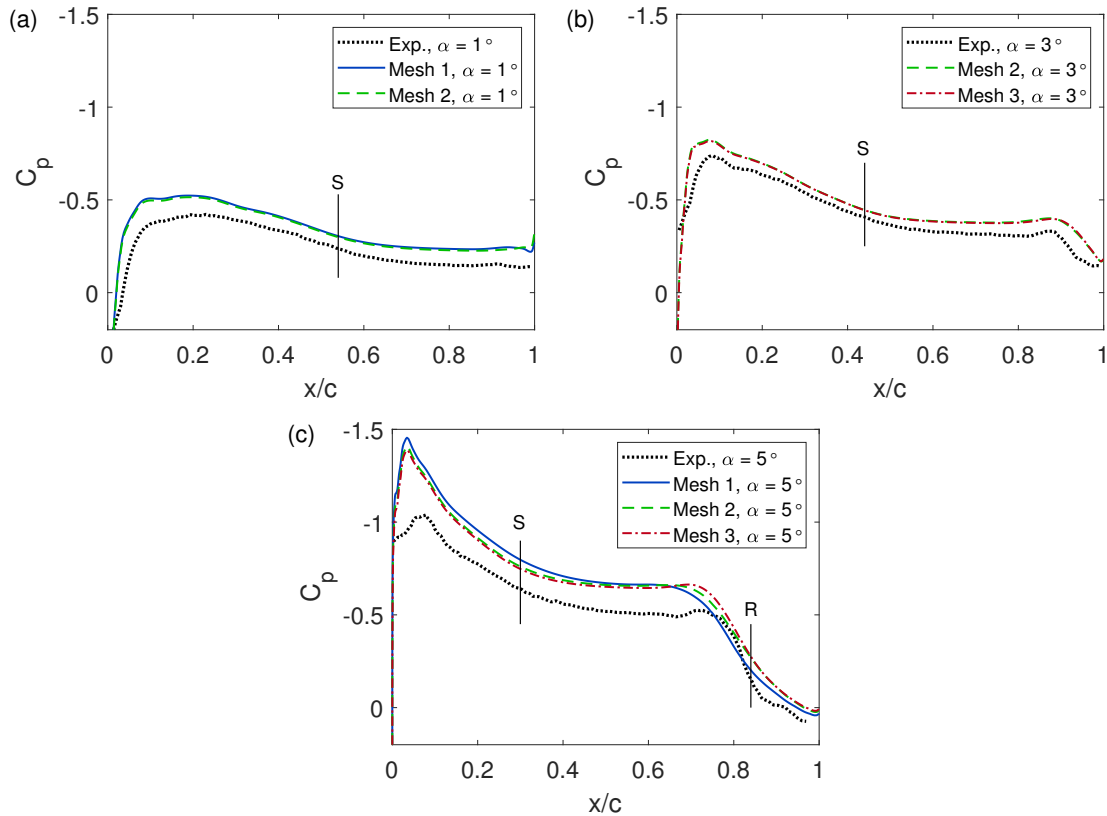 (a)
-1.5
-1
-0.5
0
C_p
Exp., α = 1°
Mesh 1, α = 1°
Mesh 2, α = 1°
S
0 0.2 0.4 0.6 0.8 1
x/c
(b)
-1.5
-1
-0.5
0
C_p
Exp., α = 3°
Mesh 2, α = 3°
Mesh 3, α = 3°
S
0 0.2 0.4 0.6 0.8 1
x/c
(c)
-1.5
-1
-0.5
0
C_p
Exp., α = 5°
Mesh 1, α = 5°
Mesh 2, α = 5°
Mesh 3, α = 5°
S
R
0 0.2 0.4 0.6 0.8 1
x/c